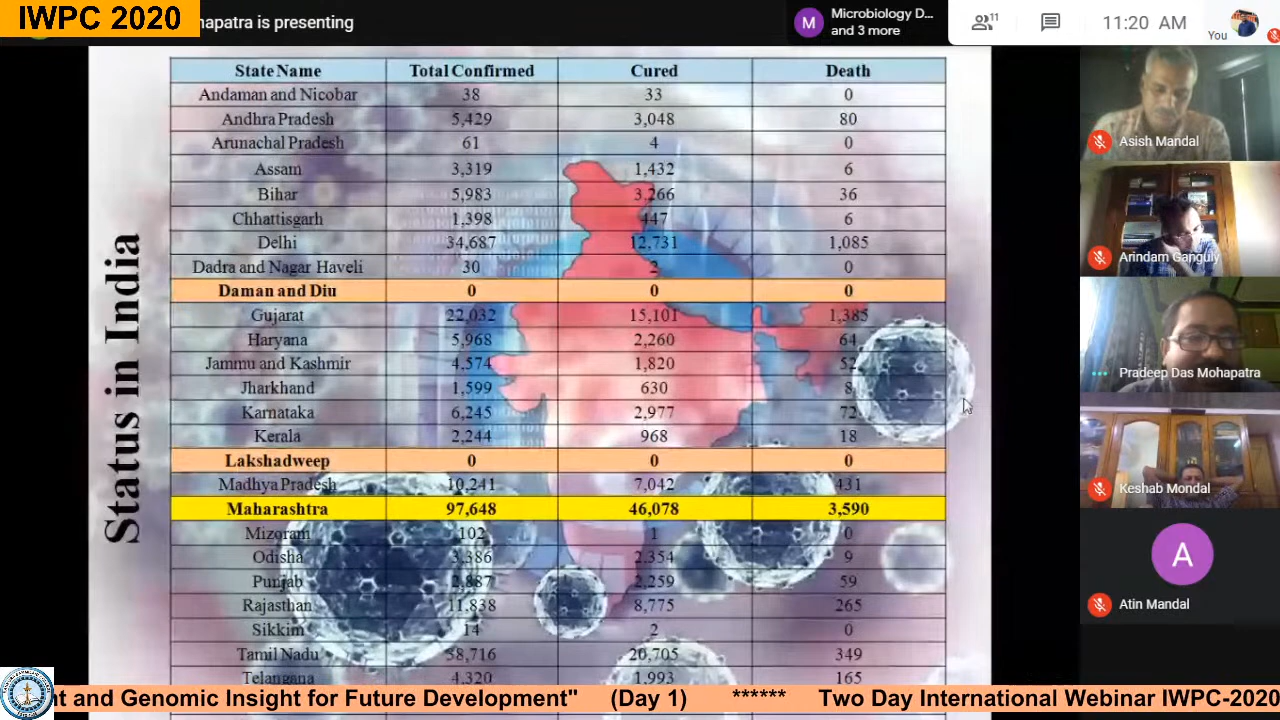 IWPC 2020
hapatra is presenting
M
Microbiology D...
and 3 more
11
11:20 AM
You
Status in India
State Name Total Confirmed Cured Death
Andaman and Nicobar 38 33 0
Andhra Pradesh 5,429 3,048 80
Arunachal Pradesh 61 4 0
Assam 3,319 1,432 6
Bihar 5,983 3,266 36
Chhattisgarh 1,398 447 6
Delhi 34,687 12,731 1,085
Dadra and Nagar Haveli 30 2 0
Daman and Diu 0 0 0
Gujarat 22,032 15,101 1,385
Haryana 5,968 2,260 64
Jammu and Kashmir 4,574 1,820 52
Jharkhand 1,599 630 8
Karnataka 6,245 2,977 72
Kerala 2,244 968 18
Lakshadweep 0 0 0
Madhya Pradesh 10,241 7,042 431
Maharashtra 97,648 46,078 3,590
Mizoram 102 1 0
Odisha 3,386 2,354 9
Punjab 2,887 2,259 59
Rajasthan 11,838 8,775 265
Sikkim 14 2 0
Tamil Nadu 38,716 20,705 349
Telangana 4,320 1,993 165
Asish Mandal
Arindam Ganguly
Pradeep Das Mohapatra
Keshab Mondal
A
Atin Mandal
nt and Genomic Insight for Future Development" (Day 1) ****** Two Day International Webinar IWPC-2020